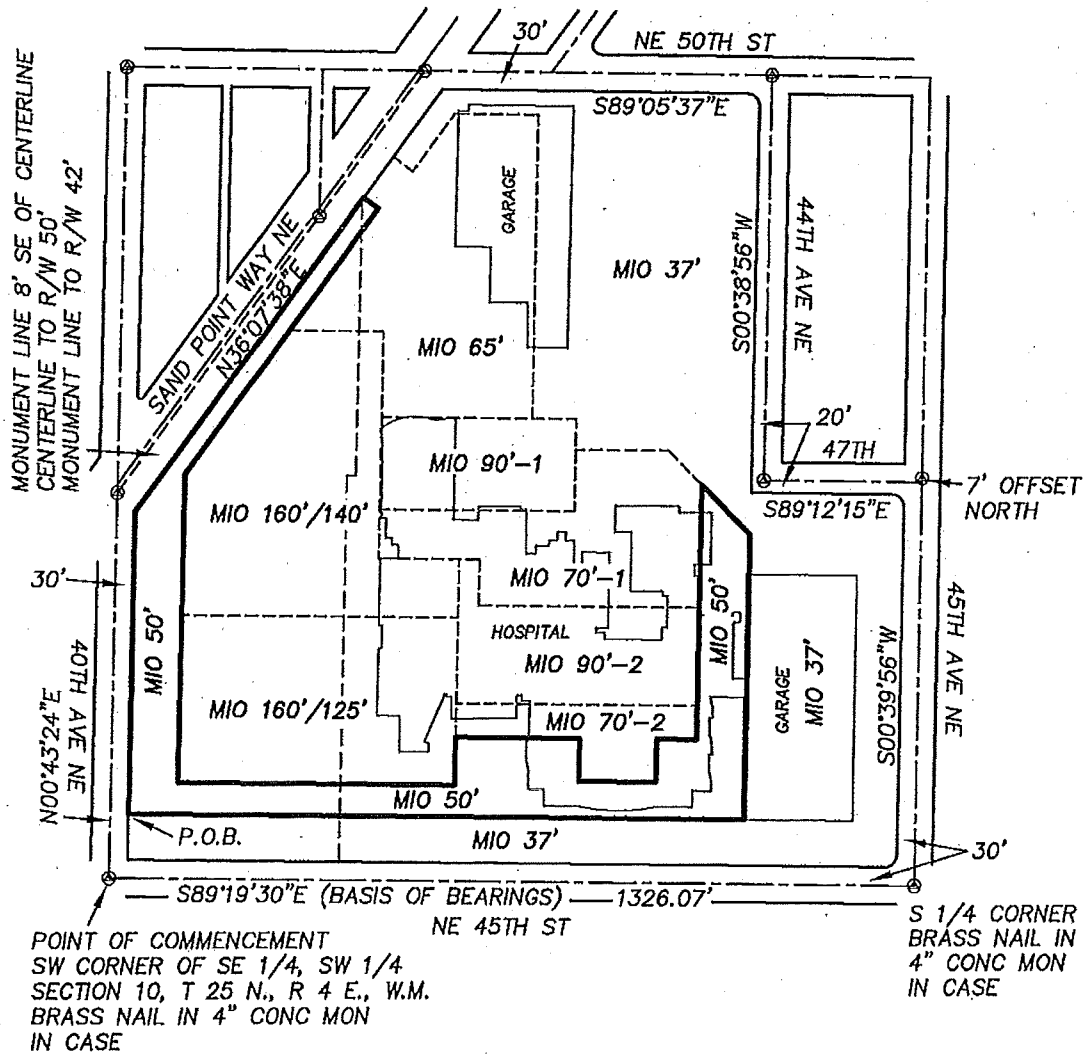 30'
NE 50TH ST
S89°05'37"E
MONUMENT LINE 8' SE OF CENTERLINE
CENTERLINE TO R/W 50'
MONUMENT LINE TO R/W 42'
SAND POINT WAY NE
N36°07'38"E
GARAGE
MIO 37'
S00°38'56"W
44TH AVE NE
MIO 65'
20'
47TH
MIO 90'-1
7' OFFSET
NORTH
S89°12'15"E
MIO 160'/140'
30'
MIO 70'-1
MIO 50'
MIO 50'
HOSPITAL
MIO 90'-2
GARAGE
MIO 37'
S00°39'56"W
45TH AVE NE
40TH AVE NE
N00°43'24"E
MIO 160'/125'
MIO 70'-2
MIO 50'
P.O.B.
MIO 37'
30'
S89°19'30"E (BASIS OF BEARINGS) 1326.07'
NE 45TH ST
POINT OF COMMENCEMENT
SW CORNER OF SE 1/4, SW 1/4
SECTION 10, T 25 N., R 4 E., W.M.
BRASS NAIL IN 4" CONC MON
IN CASE
S 1/4 CORNER
BRASS NAIL IN
4" CONC MON
IN CASE